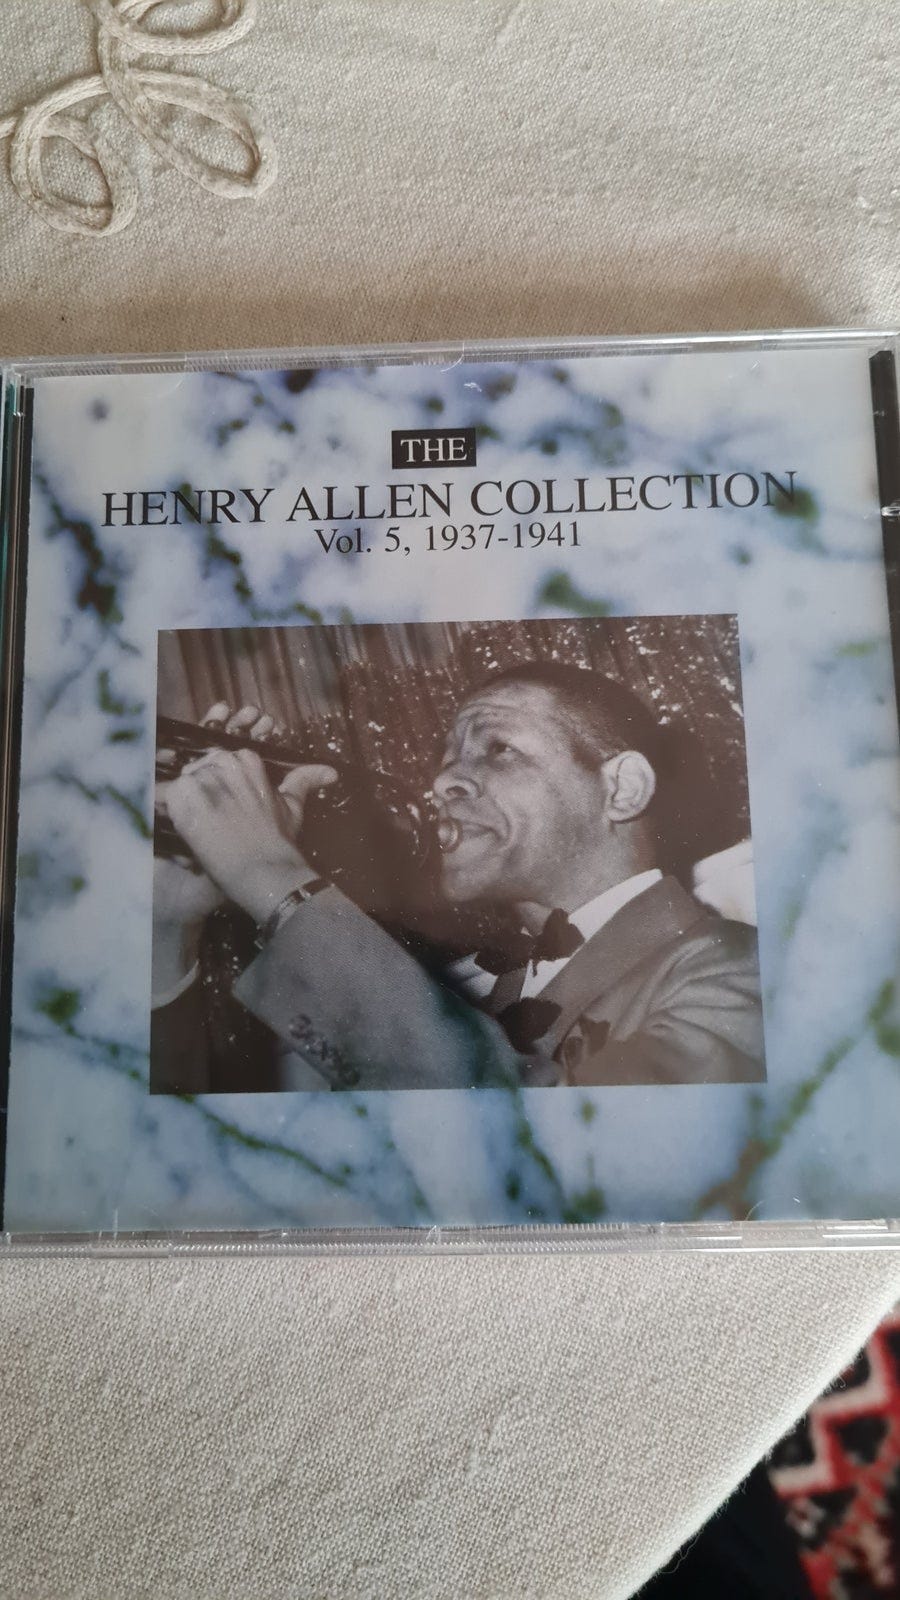 THE
HENRY ALLEN COLLECTION
Vol. 5, 1937-1941